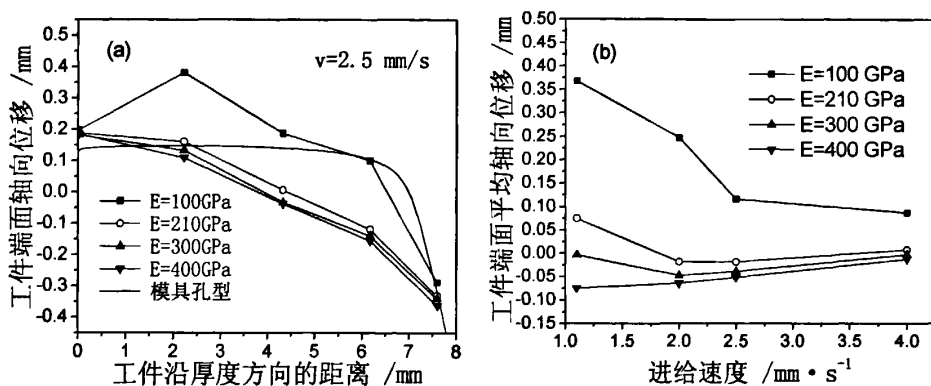 (a)
v=2.5 mm/s
工件端面轴向位移 /mm
0.5
0.4
0.3
0.2
0.1
0.0
-0.1
-0.2
-0.3
-0.4
E=100GPa
E=210GPa
E=300GPa
E=400GPa
模具孔型
0 1 2 3 4 5 6 7 8
工件沿厚度方向的距离 /mm
(b)
工件端面平均轴向位移 /mm
0.50
0.45
0.40
0.35
0.30
0.25
0.20
0.15
0.10
0.05
0.00
-0.05
-0.10
-0.15
E=100 GPa
E=210 GPa
E=300 GPa
E=400 GPa
1.0 1.5 2.0 2.5 3.0 3.5 4.0
进给速度 /mm·s⁻¹